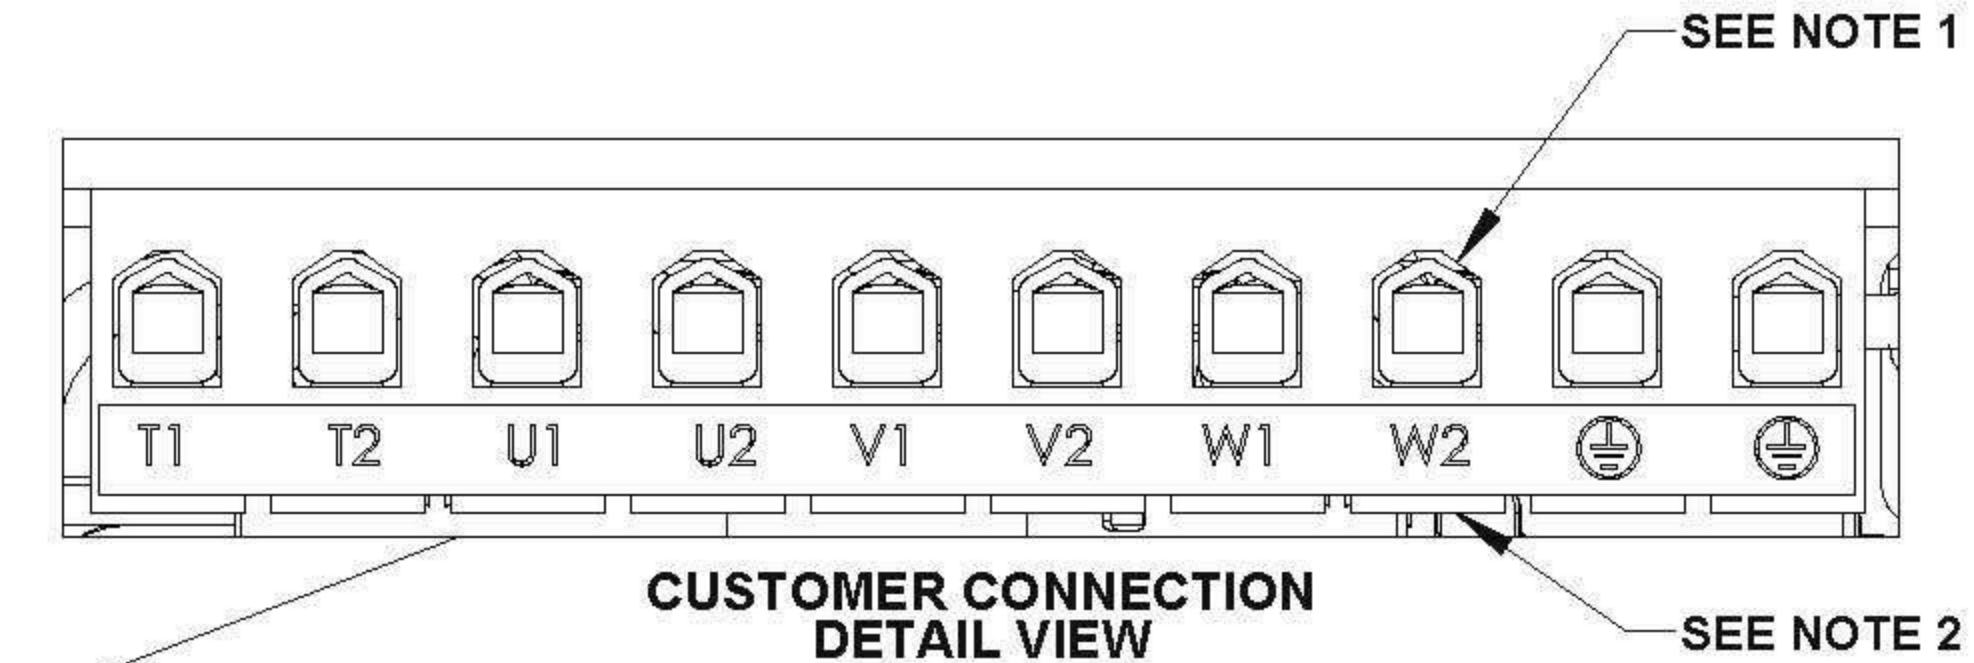 SEE NOTE 1
T1 T2 U1 U2 V1 V2 W1 W2
CUSTOMER CONNECTION
DETAIL VIEW
SEE NOTE 2